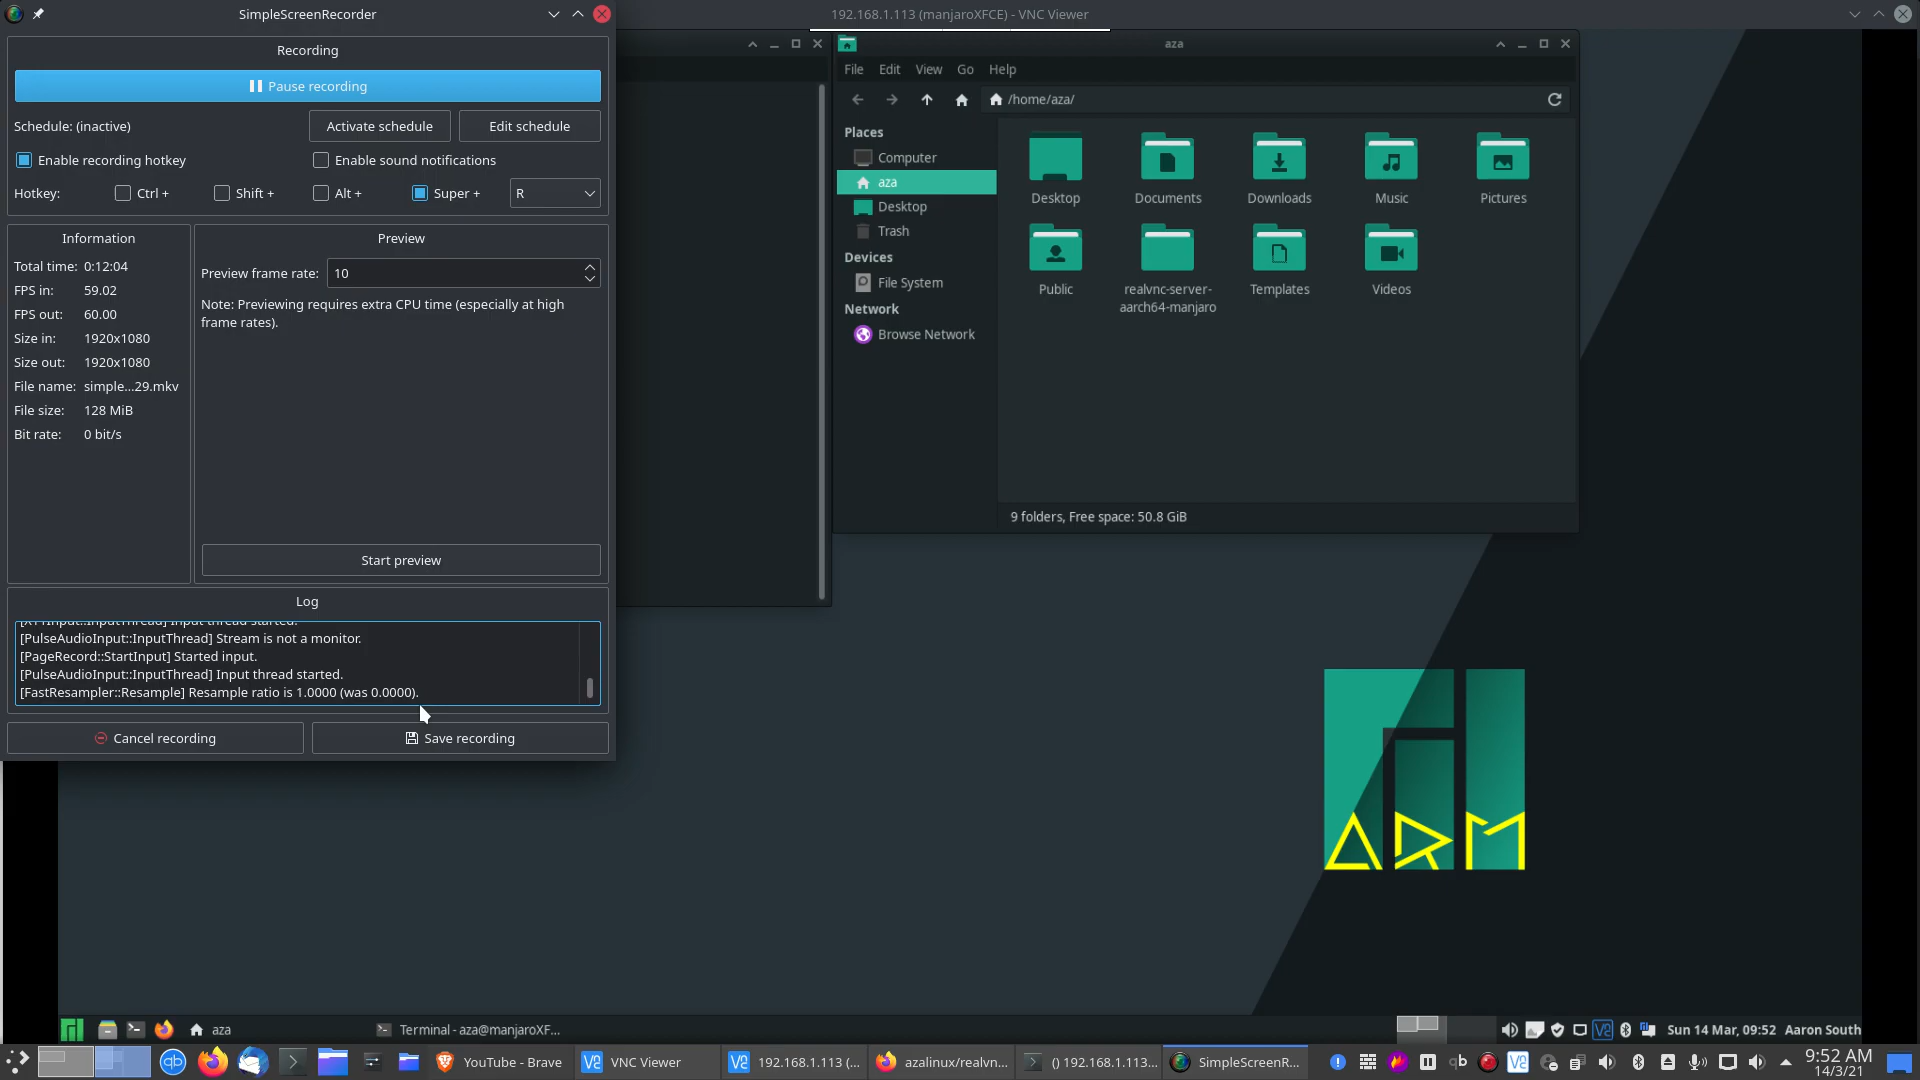 SimpleScreenRecorder
192.168.1.113 (manjaroXFCE) - VNC Viewer
Recording
Pause recording
Schedule: (inactive)
Activate schedule
Edit schedule
Enable recording hotkey
Enable sound notifications
Hotkey:
Ctrl +
Shift +
Alt +
Super +
R
Information
Total time: 0:12:04
FPS in: 59.02
FPS out: 60.00
Size in: 1920x1080
Size out: 1920x1080
File name: simple...29.mkv
File size: 128 MiB
Bit rate: 0 bit/s
Preview
Preview frame rate: 10
Note: Previewing requires extra CPU time (especially at high
frame rates).
Start preview
Log
[X11Input::InputThread] Input thread started.
[PulseAudioInput::InputThread] Stream is not a monitor.
[PageRecord::StartInput] Started input.
[PulseAudioInput::InputThread] Input thread started.
[FastResampler::Resample] Resample ratio is 1.0000 (was 0.0000).
Cancel recording
Save recording
aza
File Edit View Go Help
/home/aza/
Places
Computer
aza
Desktop
Trash
Devices
File System
Network
Browse Network
Desktop
Documents
Downloads
Music
Pictures
Public
realvnc-server-
aarch64-manjaro
Templates
Videos
9 folders, Free space: 50.8 GiB
ARM
aza
Terminal - aza@manjaroXF...
Sun 14 Mar, 09:52 Aaron South
qb
YouTube - Brave
VNC Viewer
192.168.1.113 (...
azalinux/realvn...
() 192.168.1.113...
SimpleScreenR...
qb
9:52 AM
14/3/21